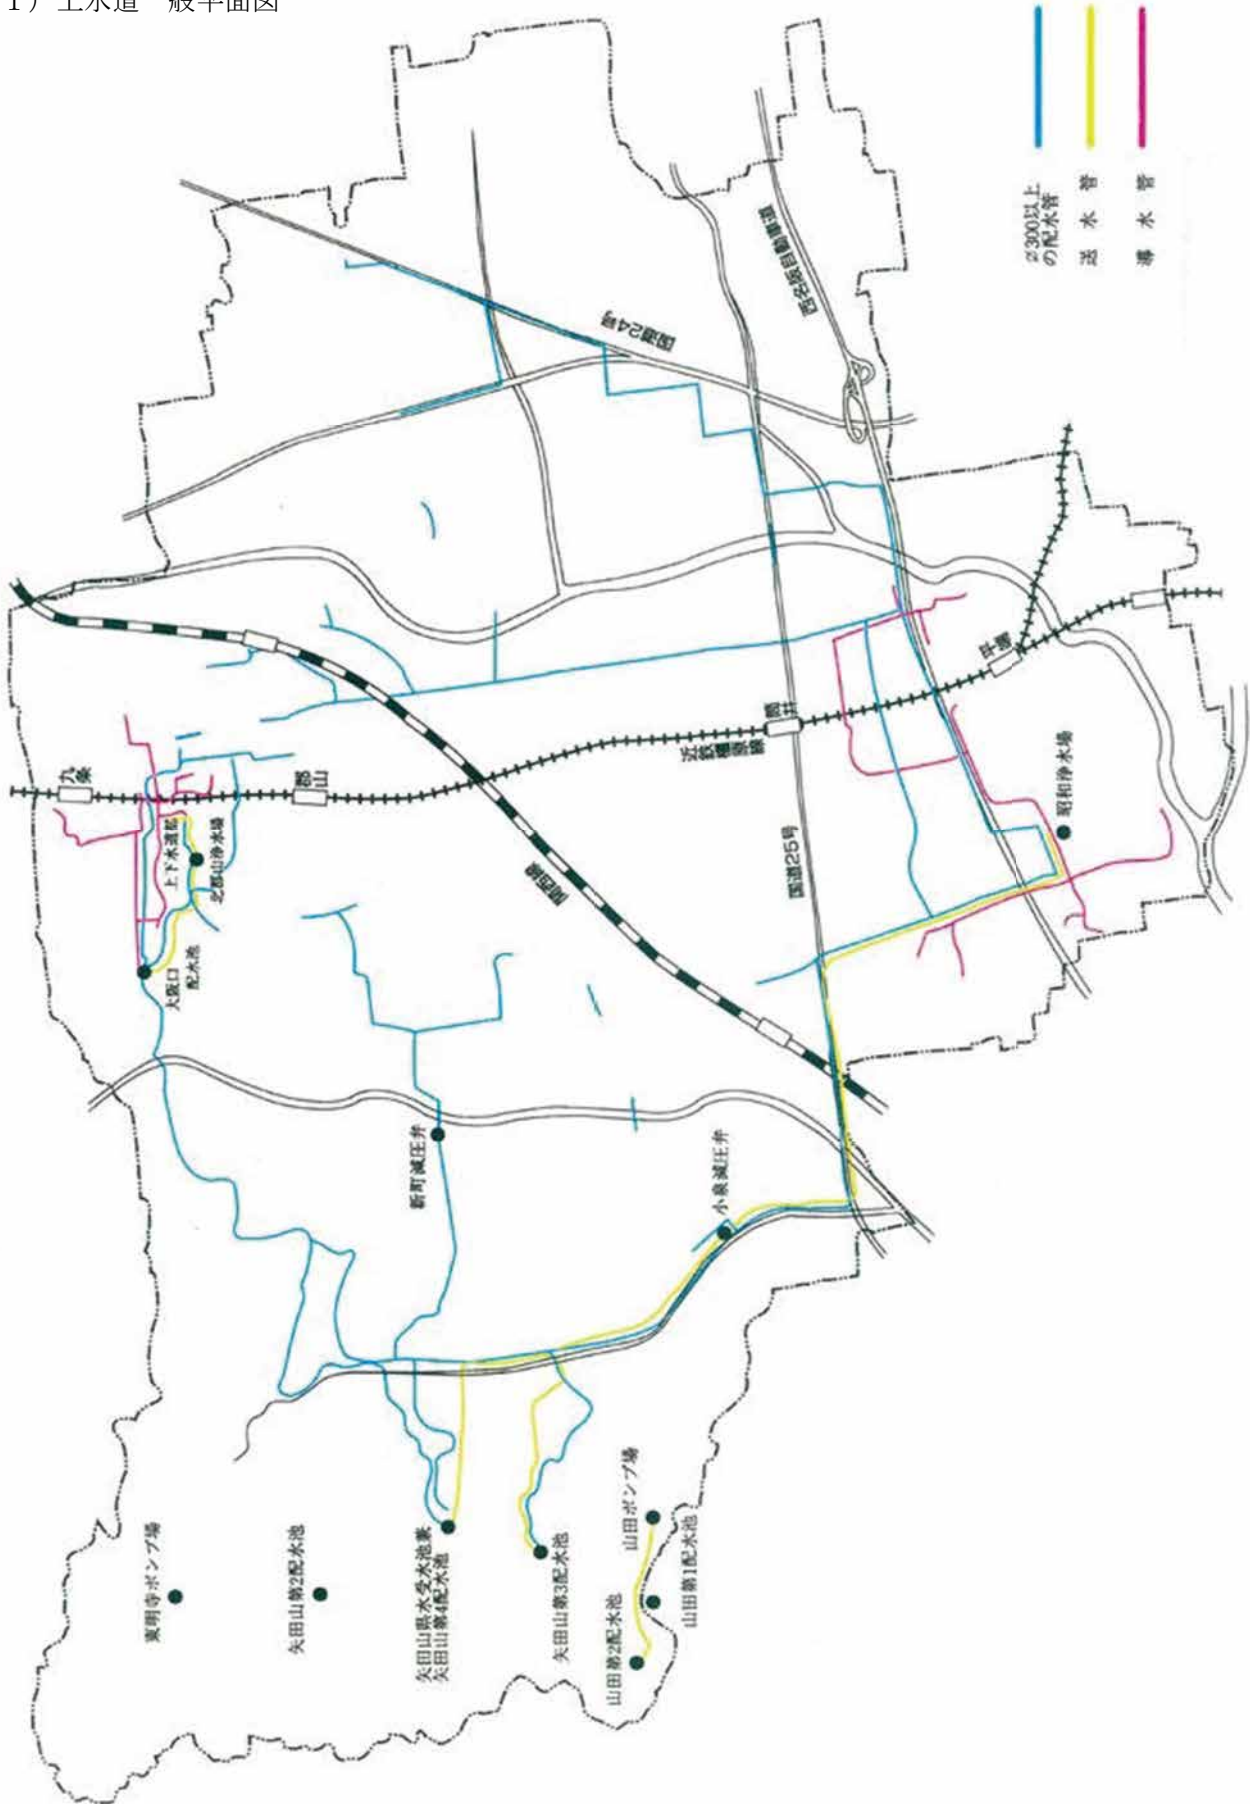 1）上水道一般平面図
∅300以上
の配水管
送水管
導水管
西名阪自動車道
国道24号
九条
郡山
上下水道部
北郡山浄水場
大阪口
配水池
近鉄橿原線
筒井
平端
昭和浄水場
国道25号
関西線
新町減圧弁
小泉減圧弁
東明寺ポンプ場
矢田山第2配水池
矢田山県水受水池兼
矢田山第4配水池
矢田山第3配水池
山田ポンプ場
山田第1配水池
山田第2配水池